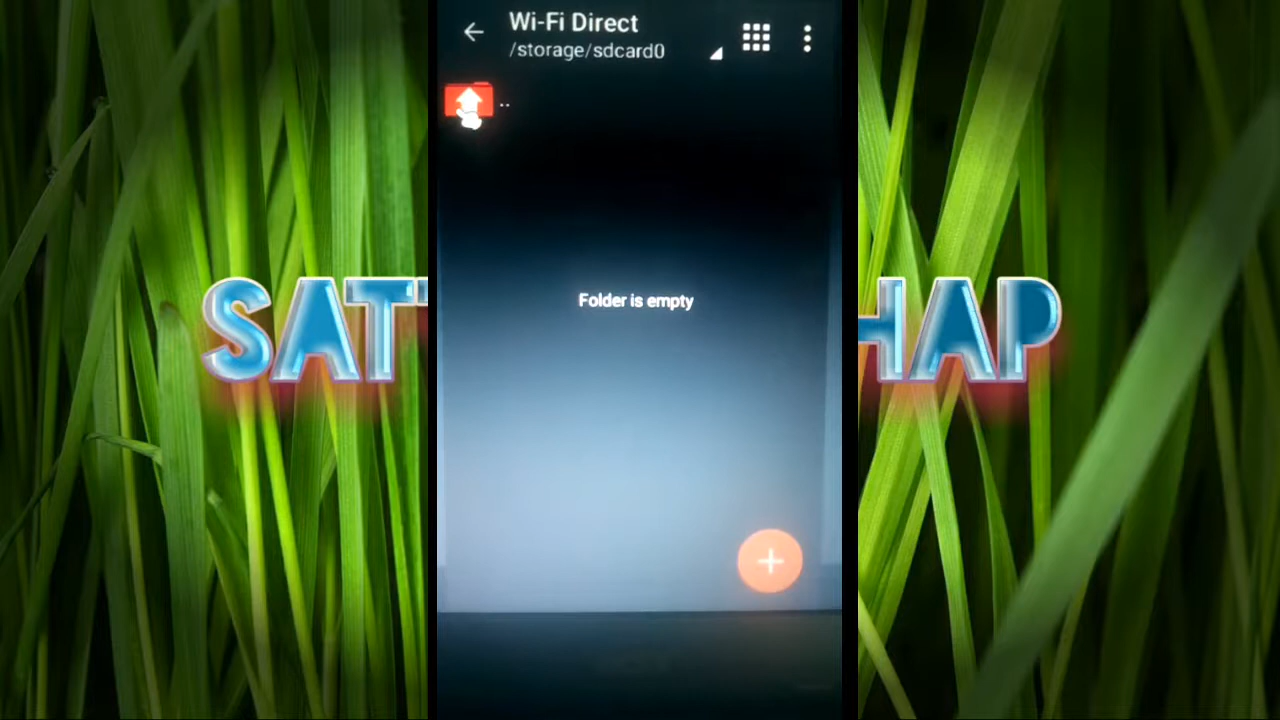 Wi-Fi Direct
/storage/sdcard0
..
Folder is empty
SAT
HAP